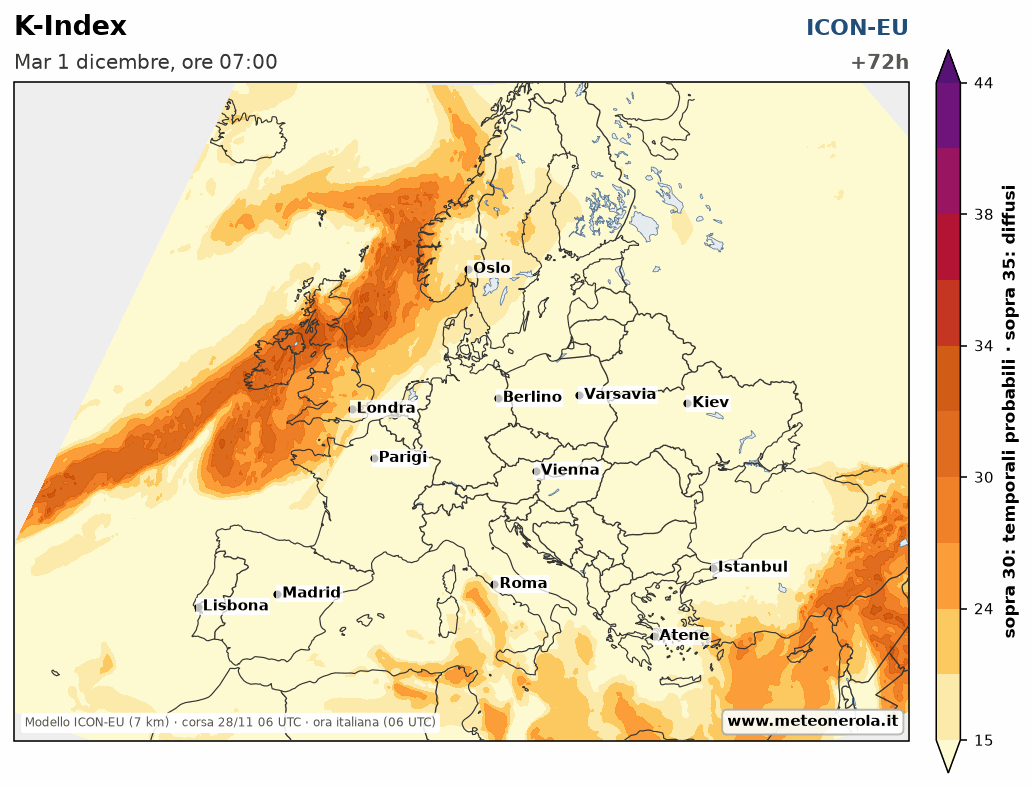 K-Index
ICON-EU
Mar 1 dicembre, ore 07:00
+72h
44
38
34
30
24
15
sopra 30: temporali probabili · sopra 35: diffusi
Oslo
Berlino
Varsavia
Kiev
Londra
Parigi
Vienna
Istanbul
Roma
Madrid
Lisbona
Atene
Modello ICON-EU (7 km) · corsa 28/11 06 UTC · ora italiana (06 UTC)
www.meteonerola.it